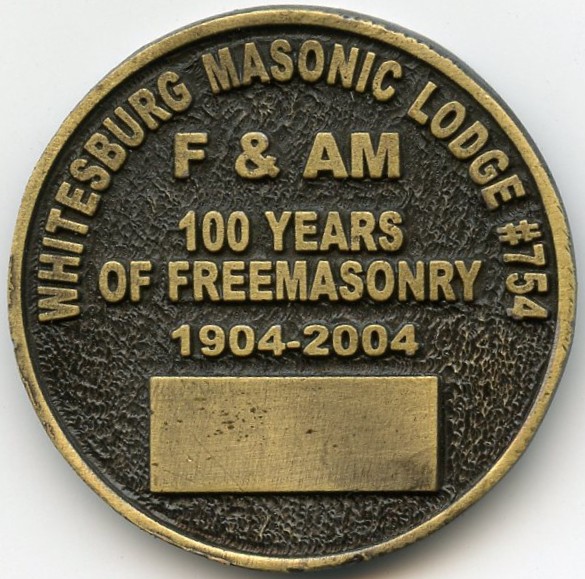 WHITESBURG MASONIC LODGE #754
F & AM
100 YEARS
OF FREEMASONRY
1904-2004